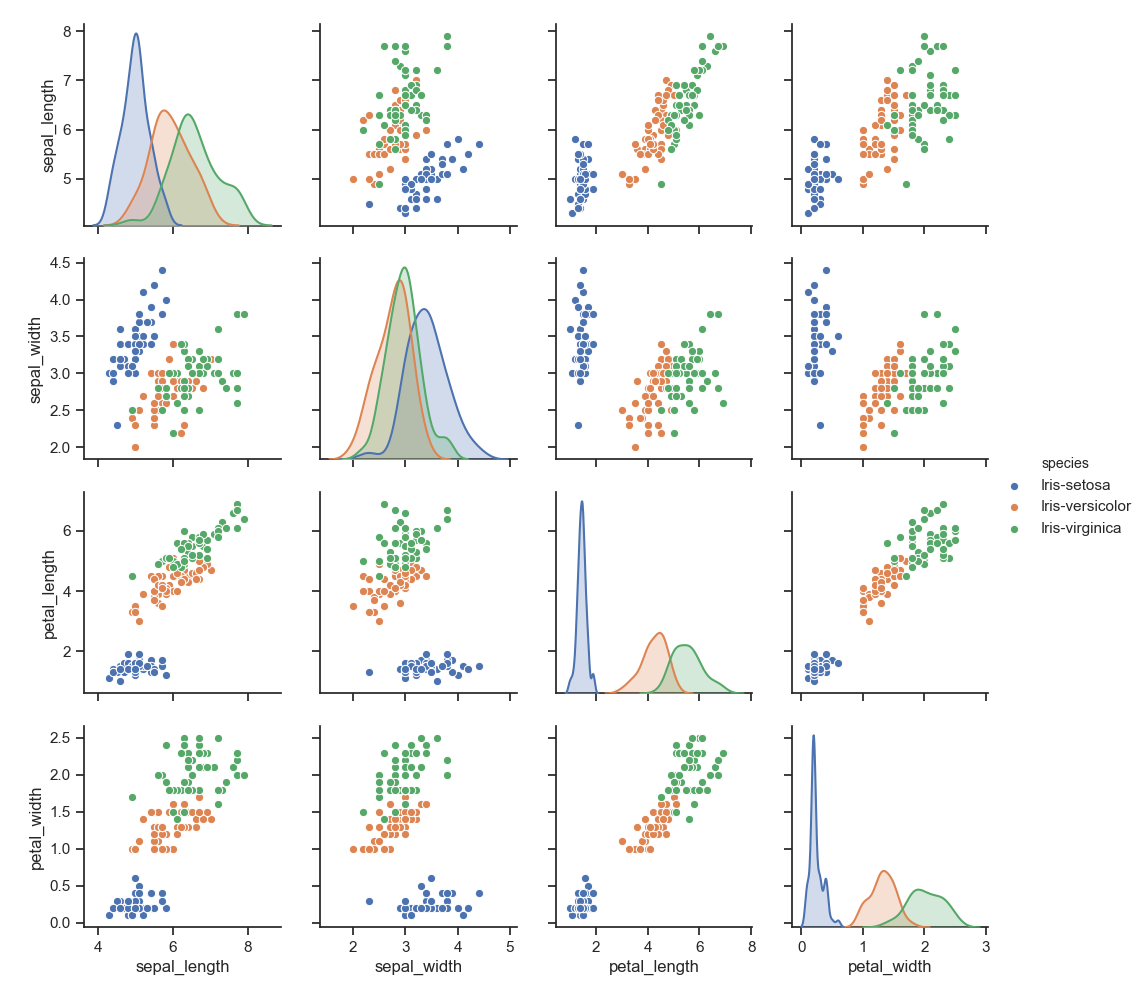 8
7
6
5
sepal_length
4.5
4.0
3.5
3.0
2.5
2.0
sepal_width
6
4
2
petal_length
2.5
2.0
1.5
1.0
0.5
0.0
petal_width
4 6 8
sepal_length
2 3 4 5
sepal_width
2 4 6 8
petal_length
0 1 2 3
petal_width
species
Iris-setosa
Iris-versicolor
Iris-virginica